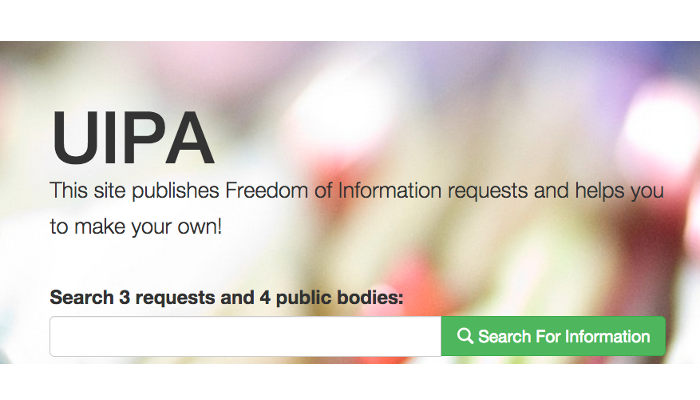 UIPA
This site publishes Freedom of Information requests and helps you
to make your own!
Search 3 requests and 4 public bodies:
Search For Information